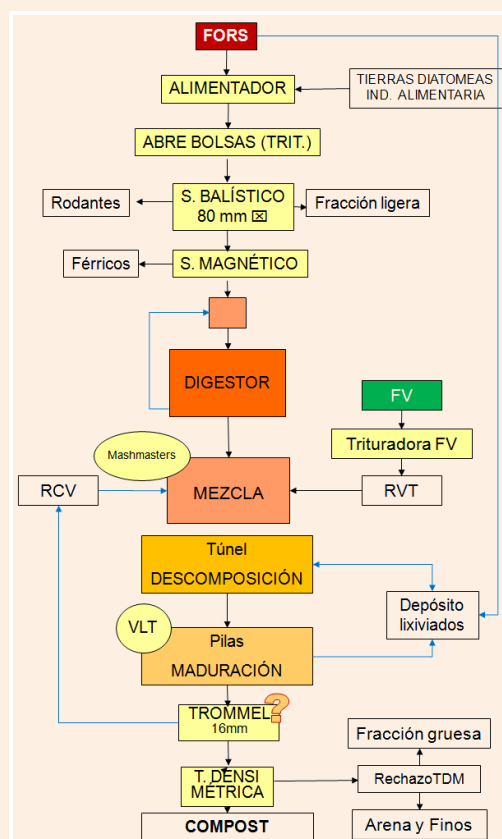 FORS
ALIMENTADOR
TIERRAS DIATOMEAS
IND. ALIMENTARIA
ABRE BOLSAS (TRIT.)
Rodantes
S. BALÍSTICO
80 mm
Fracción ligera
Férricos
S. MAGNÉTICO
DIGESTOR
FV
Trituradora FV
Mashmasters
RCV
MEZCLA
RVT
Túnel
DESCOMPOSICIÓN
Depósito
lixiviados
VLT
Pilas
MADURACIÓN
TROMMEL ?
16mm
Fracción gruesa
T. DENSI
MÉTRICA
RechazoTDM
COMPOST
Arena y Finos